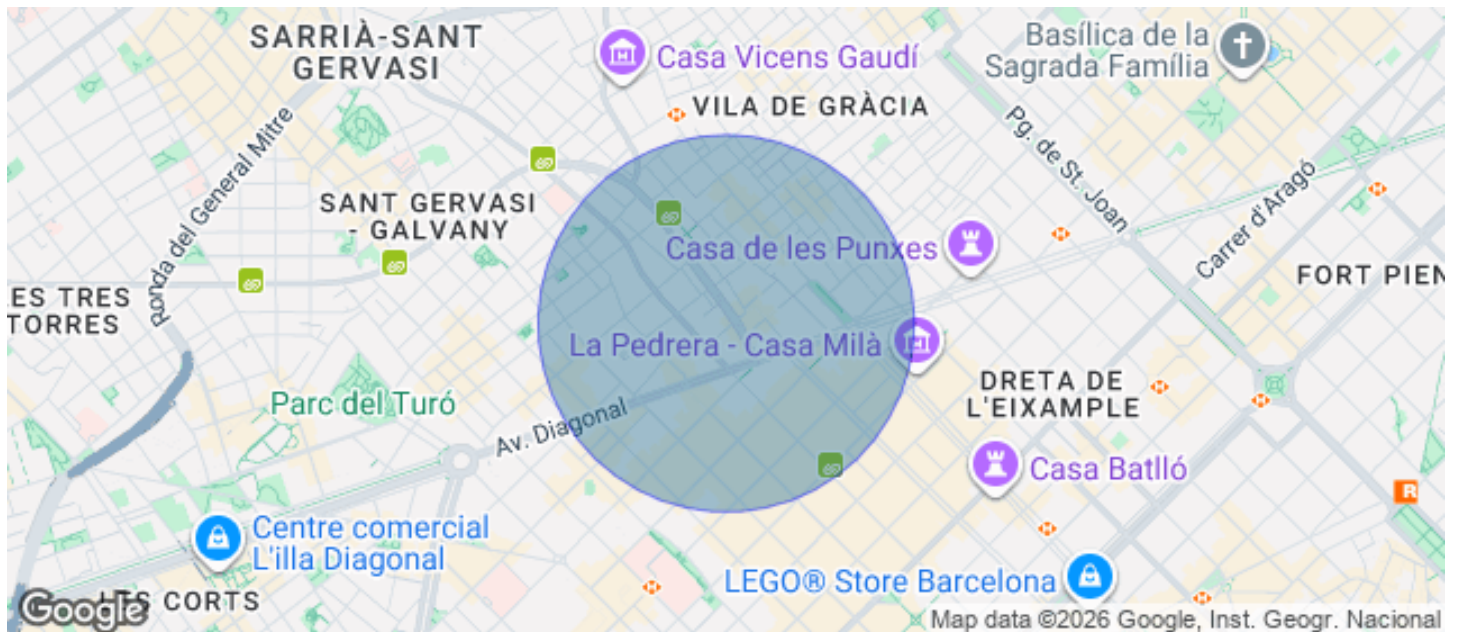 SARRIÀ-SANT
GERVASI
Casa Vicens Gaudí
Basílica de la
Sagrada Família
VILA DE GRÀCIA
Ronda del General Mitre
Pg. de St. Joan
SANT GERVASI
- GALVANY
Carrer d'Aragó
Casa de les Punxes
FORT PIEN
ES TRES
TORRES
La Pedrera - Casa Milà
DRETA DE
L'EIXAMPLE
Parc del Turó
Av. Diagonal
Casa Batlló
R
Centre comercial
L'illa Diagonal
LEGO® Store Barcelona
CORTS
Google
Map data ©2026 Google, Inst. Geogr. Nacional